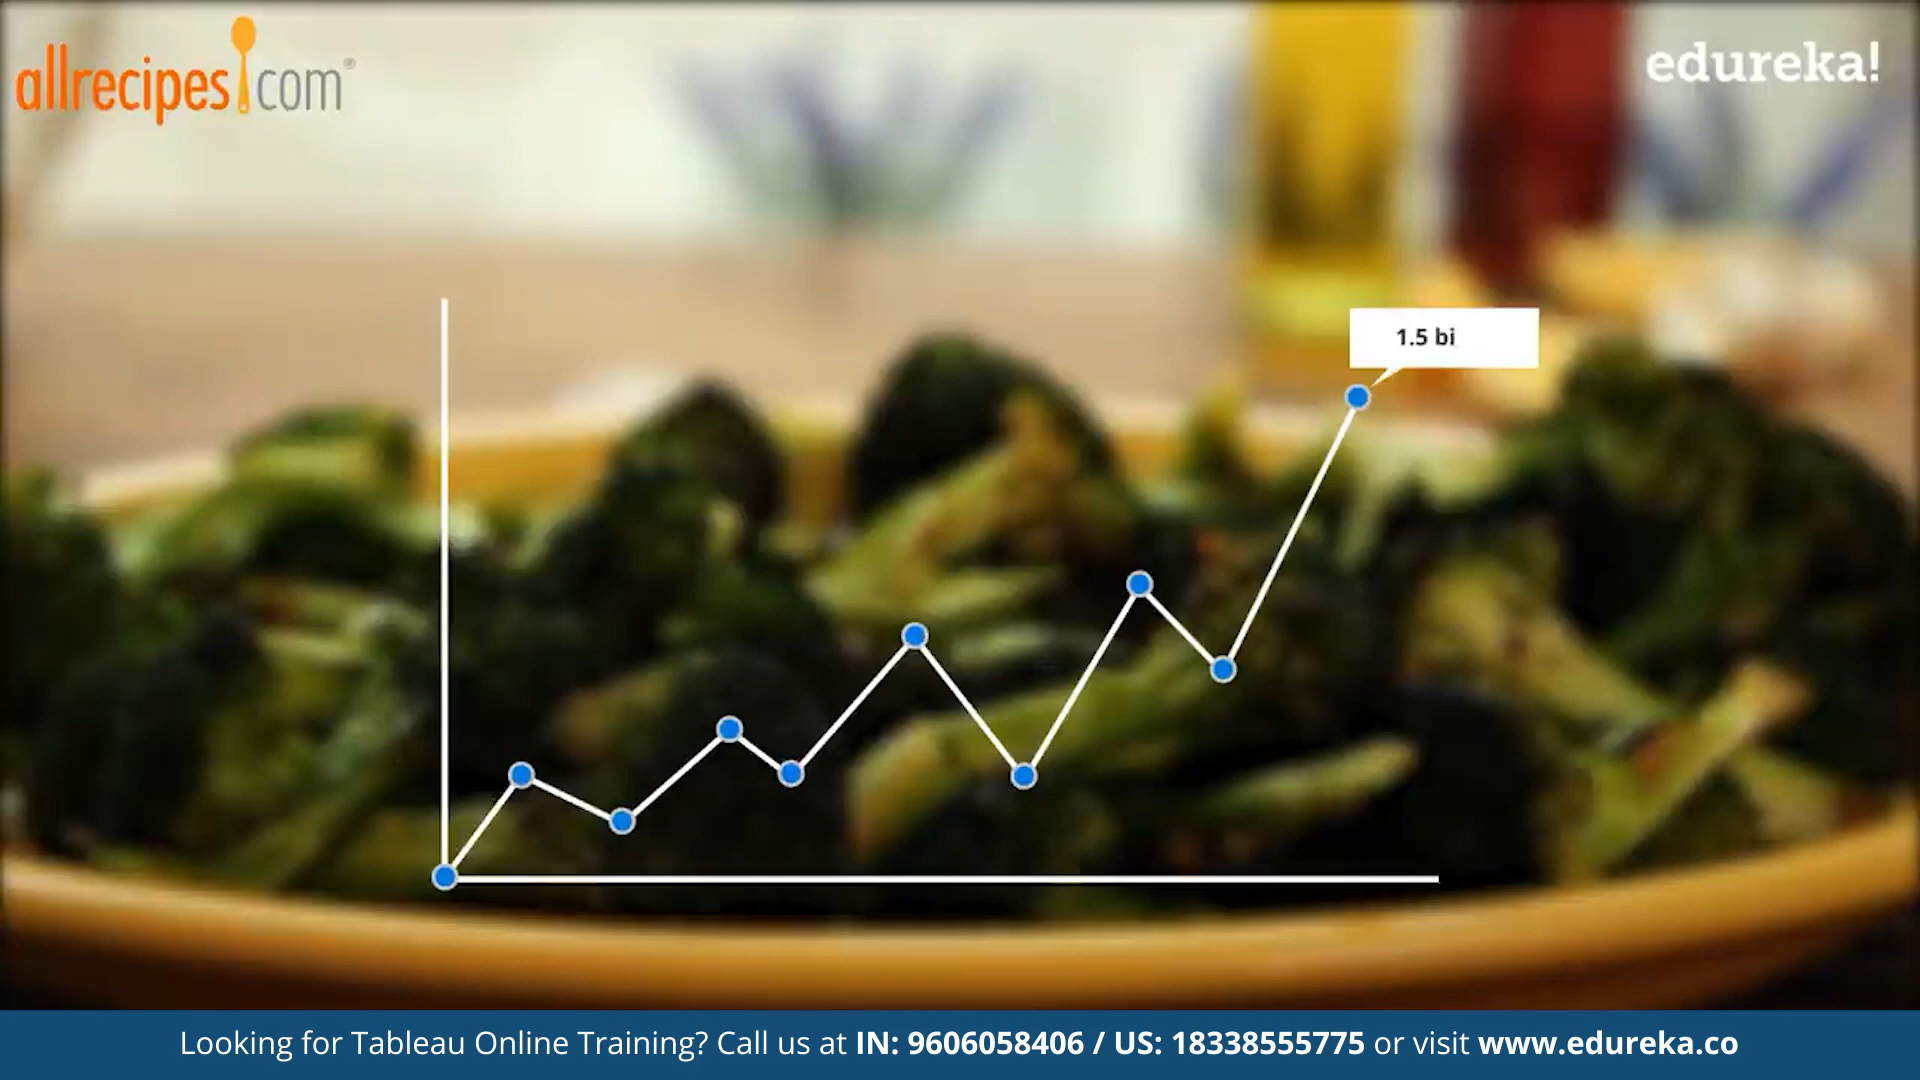 allrecipes.com®
edureka!
1.5 bi
Looking for Tableau Online Training? Call us at IN: 9606058406 / US: 18338555775 or visit www.edureka.co